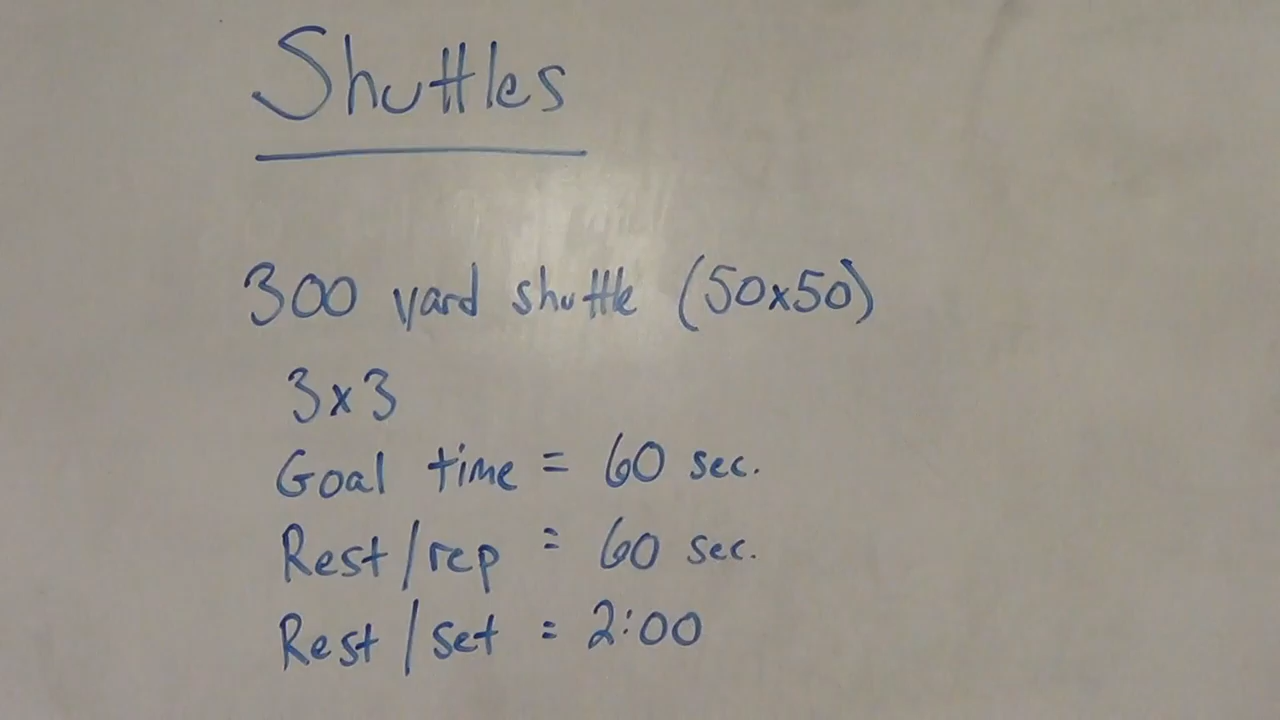 Shuttles
300 yard shuttle (50x50)
3x3
Goal time = 60 sec.
Rest/rep = 60 sec.
Rest/set = 2:00